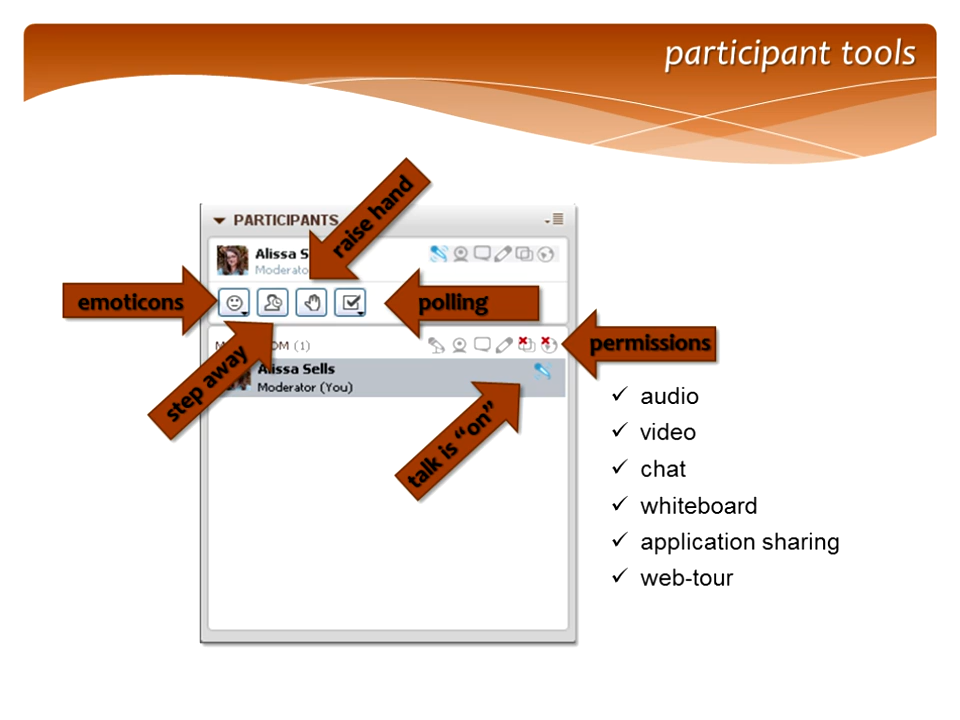 participant tools
raise hand
PARTICIPANTS
Alissa S
Moderato
emoticons
polling
permissions
M OM (1)
step away
Alissa Sells
Moderator (You)
talk is "on"
✓ audio
✓ video
✓ chat
✓ whiteboard
✓ application sharing
✓ web-tour